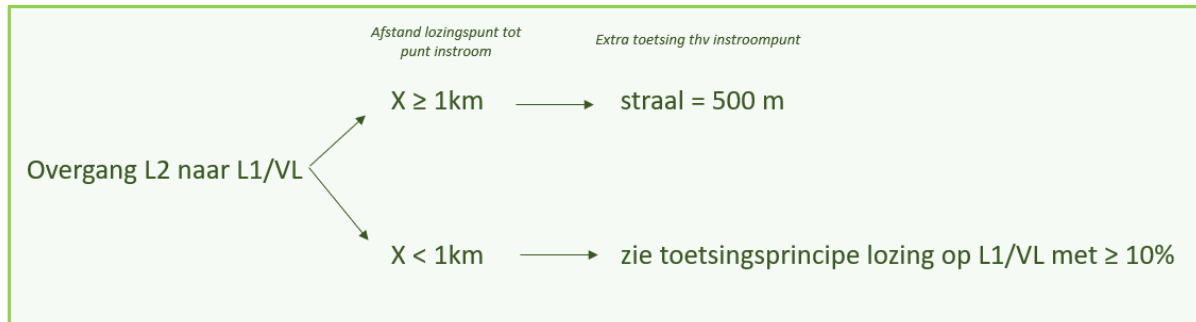 Afstand lozingspunt tot
punt instroom
Extra toetsing thv instroompunt
X ≥ 1km
straal = 500 m
Overgang L2 naar L1/VL
X < 1km
zie toetsingsprincipe lozing op L1/VL met ≥ 10%